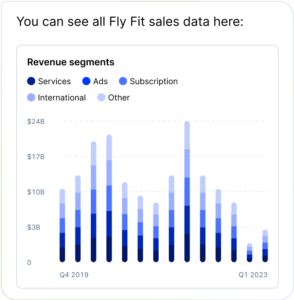 You can see all Fly Fit sales data here:
Revenue segments
Services Ads Subscription
International Other
$24B
$17B
$10B
$3B
0
Q4 2019 Q1 2023